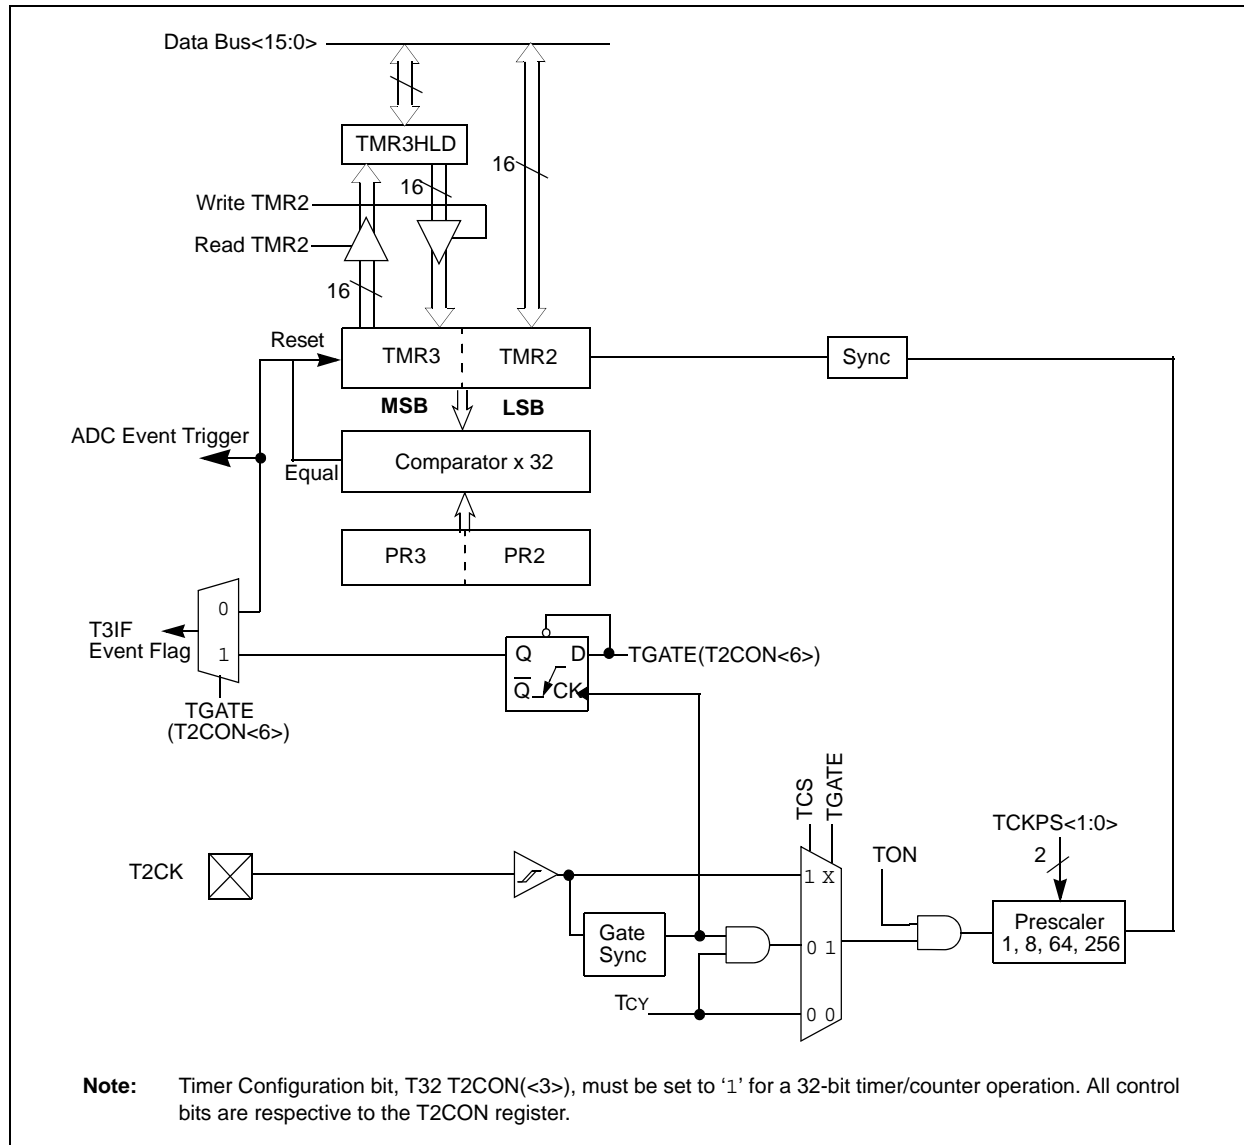 Data Bus<15:0>
TMR3HLD
16
16
Write TMR2
Read TMR2
16
Reset
TMR3
TMR2
Sync
MSB
LSB
ADC Event Trigger
Equal
Comparator x 32
PR3
PR2
0
T3IF
Event Flag
1
Q
D
TGATE(T2CON<6>)
Q
CK
TGATE
(T2CON<6>)
TCS
TGATE
TCKPS<1:0>
2
TON
T2CK
1 X
Prescaler
1, 8, 64, 256
Gate
Sync
0 1
TCY
0 0
Note: Timer Configuration bit, T32 T2CON(<3>), must be set to ‘1’ for a 32-bit timer/counter operation. All control
bits are respective to the T2CON register.